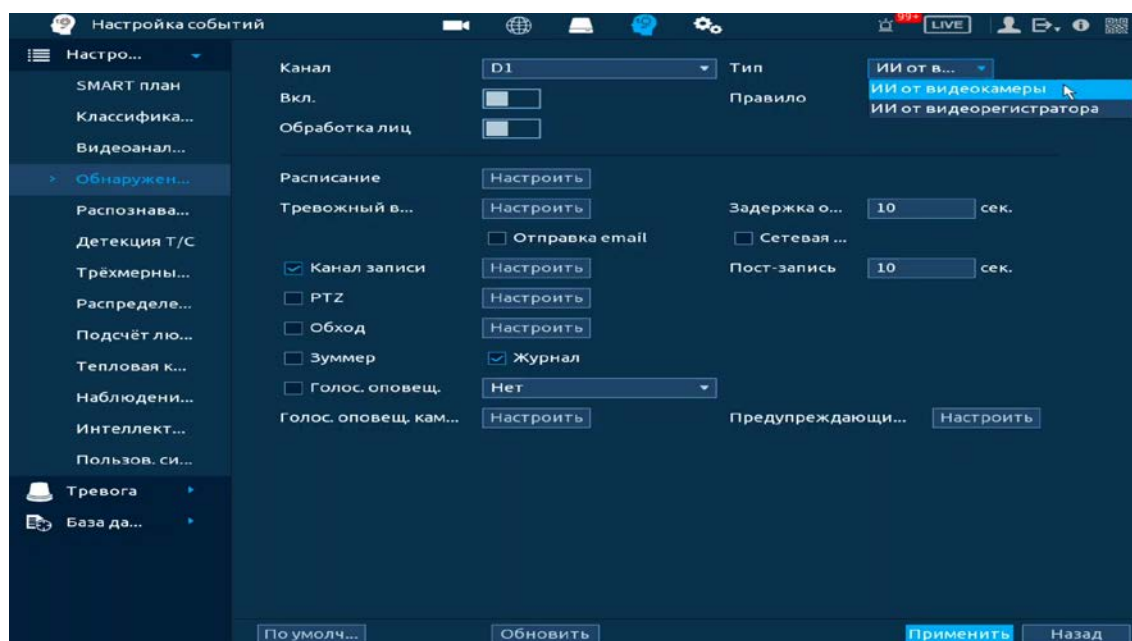 Настройка событий
99+
LIVE
Настро...
SMART план
Классифика...
Видеоанал...
Обнаружен...
Распознава...
Детекция Т/С
Трёхмерны...
Распределе...
Подсчёт лю...
Тепловая к...
Наблюдени...
Интеллект...
Пользов. си...
Тревога
База да...
Канал D1 Тип ИИ от в...
ИИ от видеокамеры
ИИ от видеорегистратора
Вкл. Правило
Обработка лиц
Расписание Настроить
Тревожный в... Настроить Задержка о... 10 сек.
Отправка email Сетевая ...
Канал записи Настроить Пост-запись 10 сек.
PTZ Настроить
Обход Настроить
Зуммер Журнал
Голос. оповещ. Нет
Голос. оповещ. кам... Настроить Предупреждающи... Настроить
По умолч... Обновить Применить Назад